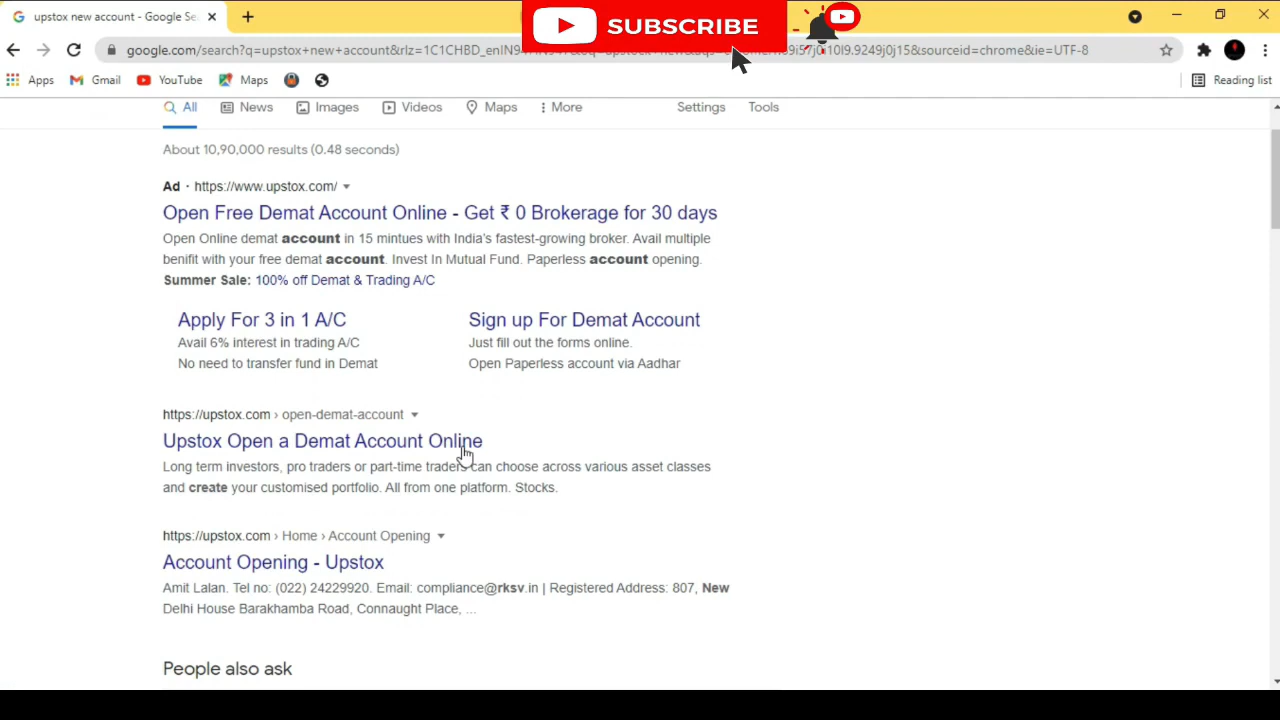 upstox new account - Google Se
SUBSCRIBE
google.com/search?q=upstox+new+account&rlz=1C1CHBD_enIN9
9i57j0i10l9.9249j0j15&sourceid=chrome&ie=UTF-8
Apps Gmail YouTube Maps Reading list
All News Images Videos Maps More Settings Tools
About 10,90,000 results (0.48 seconds)
Ad · https://www.upstox.com/
Open Free Demat Account Online - Get ₹ 0 Brokerage for 30 days
Open Online demat account in 15 mintues with India's fastest-growing broker. Avail multiple
benifit with your free demat account. Invest In Mutual Fund. Paperless account opening.
Summer Sale: 100% off Demat & Trading A/C
Apply For 3 in 1 A/C
Avail 6% interest in trading A/C
No need to transfer fund in Demat
Sign up For Demat Account
Just fill out the forms online.
Open Paperless account via Aadhar
https://upstox.com › open-demat-account
Upstox Open a Demat Account Online
Long term investors, pro traders or part-time traders can choose across various asset classes
and create your customised portfolio. All from one platform. Stocks.
https://upstox.com › Home › Account Opening
Account Opening - Upstox
Amit Lalan. Tel no: (022) 24229920. Email: compliance@rksv.in | Registered Address: 807, New
Delhi House Barakhamba Road, Connaught Place, ...
People also ask